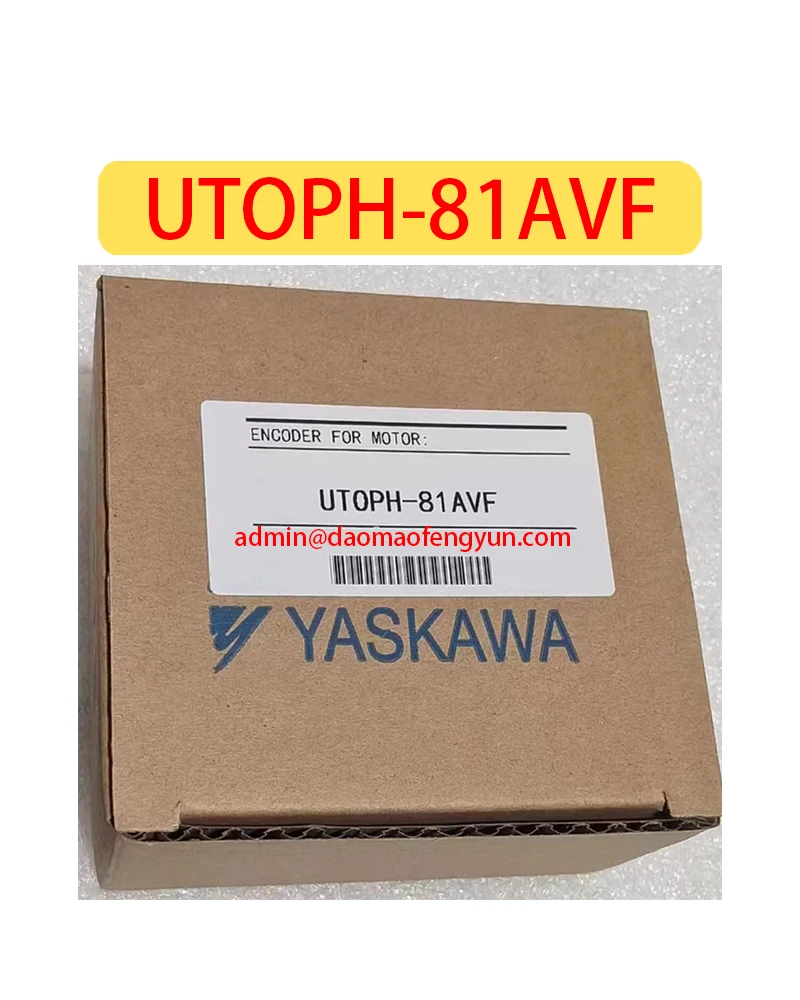 UTOPH-81AVF
ENCODER FOR MOTOR:
UTOPH-81AVF
admin@daomaofengyun.com
YASKAWA